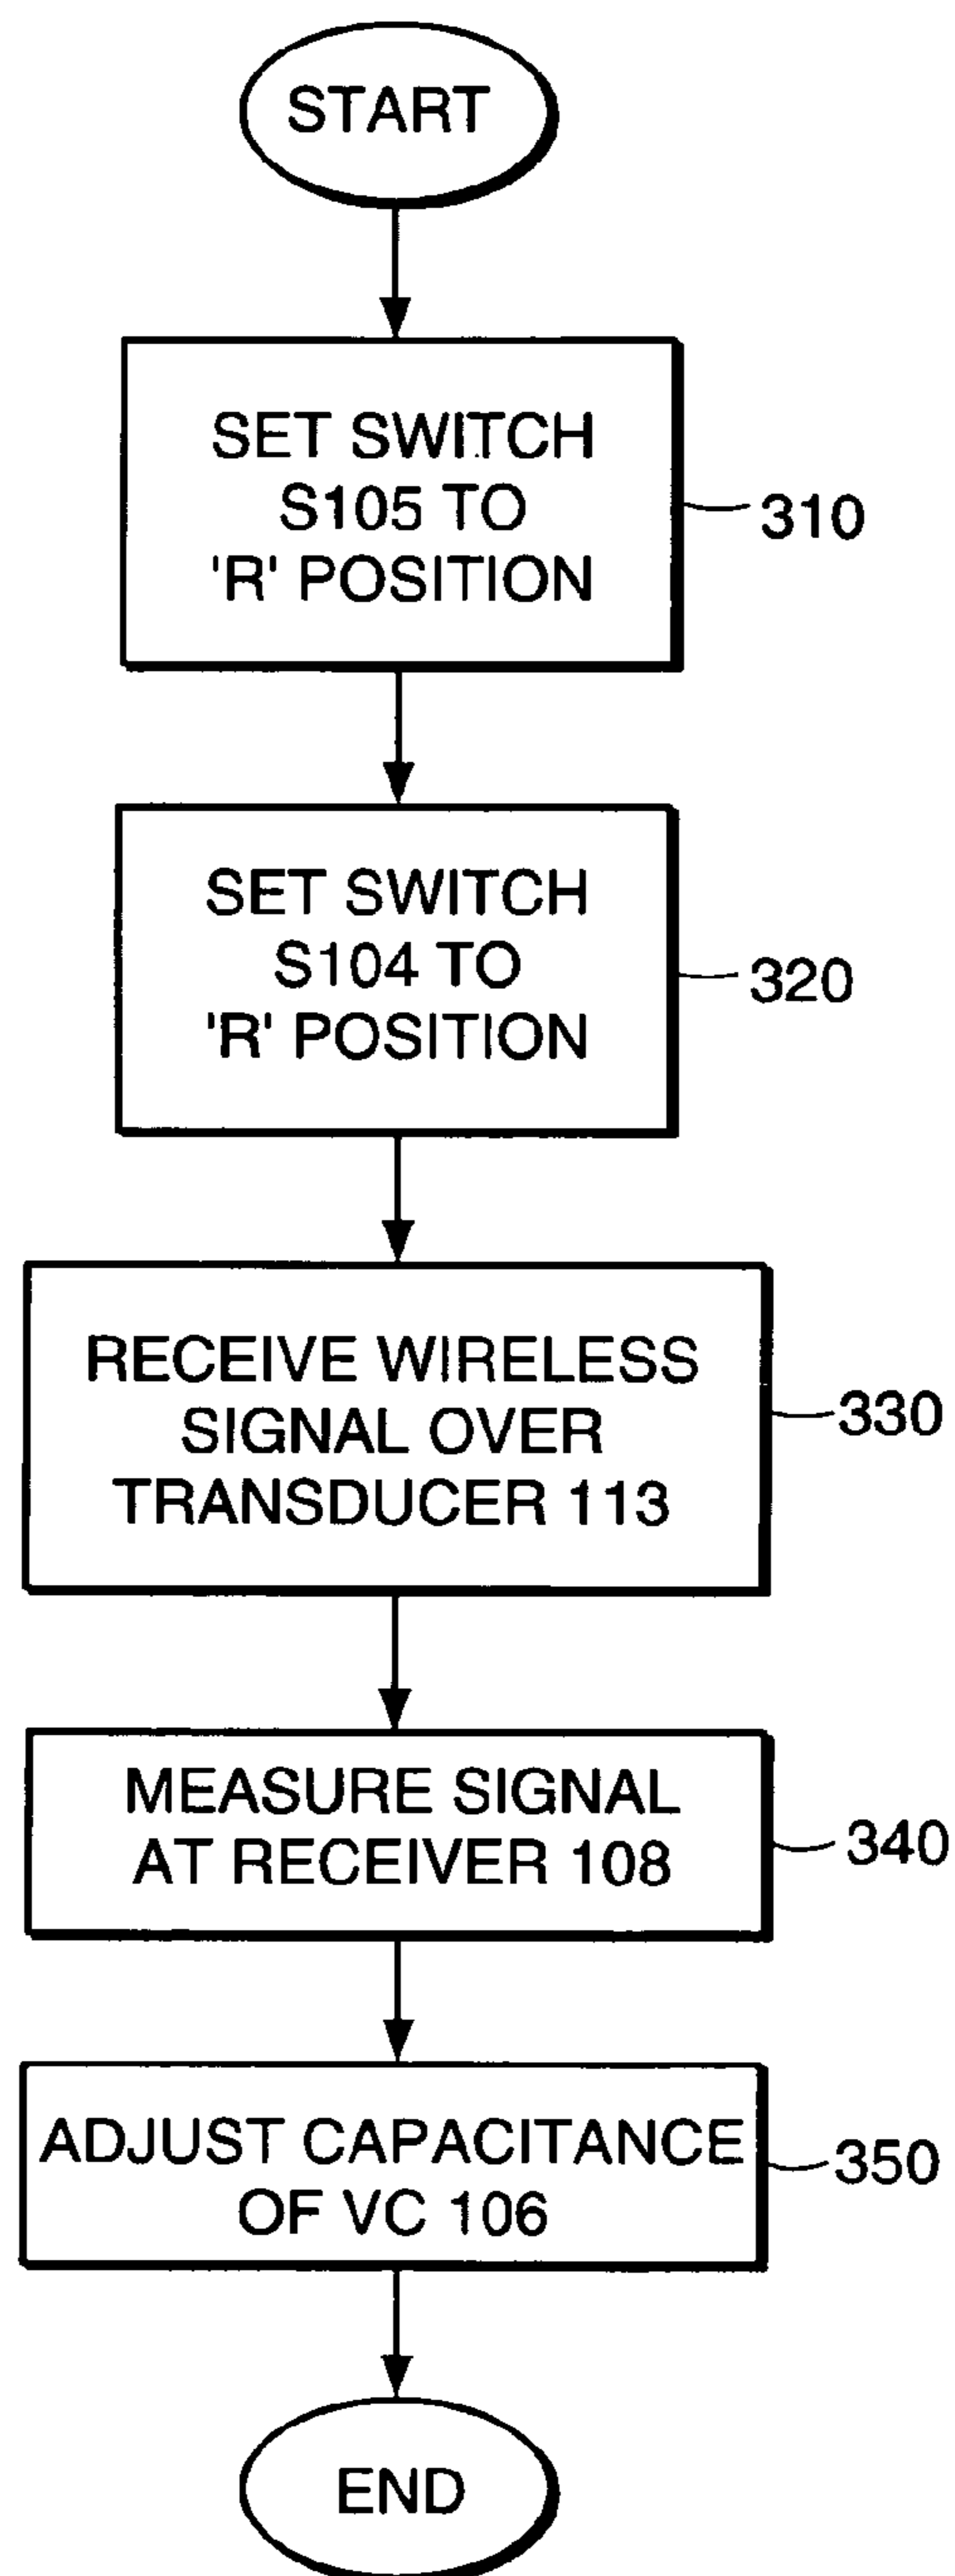 START
SET SWITCH
S105 TO
'R' POSITION
310
SET SWITCH
S104 TO
'R' POSITION
320
RECEIVE WIRELESS
SIGNAL OVER
TRANSDUCER 113
330
MEASURE SIGNAL
AT RECEIVER 108
340
ADJUST CAPACITANCE
OF VC 106
350
END